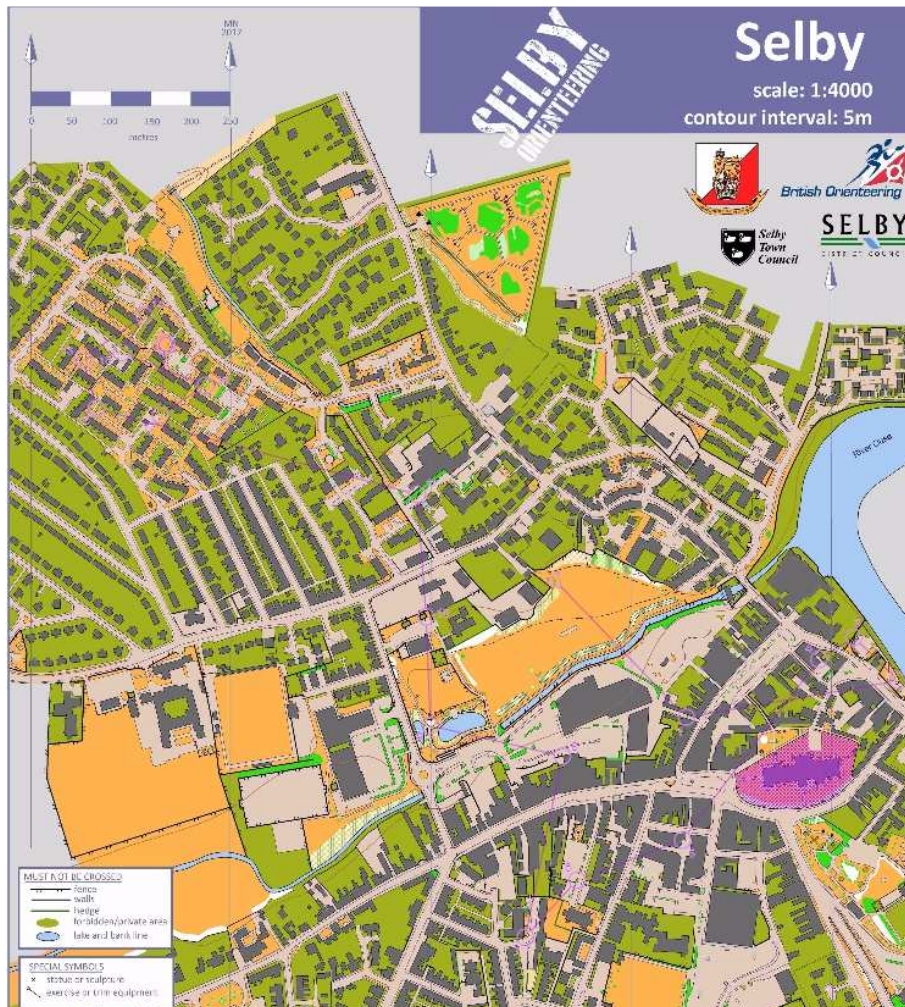 MN
2017
0 50 100 150 200 250
metres
SELBY
ORIENTEERING
Selby
scale: 1:4000
contour interval: 5m
British Orienteering
Selby
Town
Council
SELBY
DISTRICT COUNCIL
River Ouse
MUST NOT BE CROSSED
fence
walls
hedge
forbidden/private area
lake and bank line
SPECIAL SYMBOLS
statue or sculpture
exercise or trim equipment